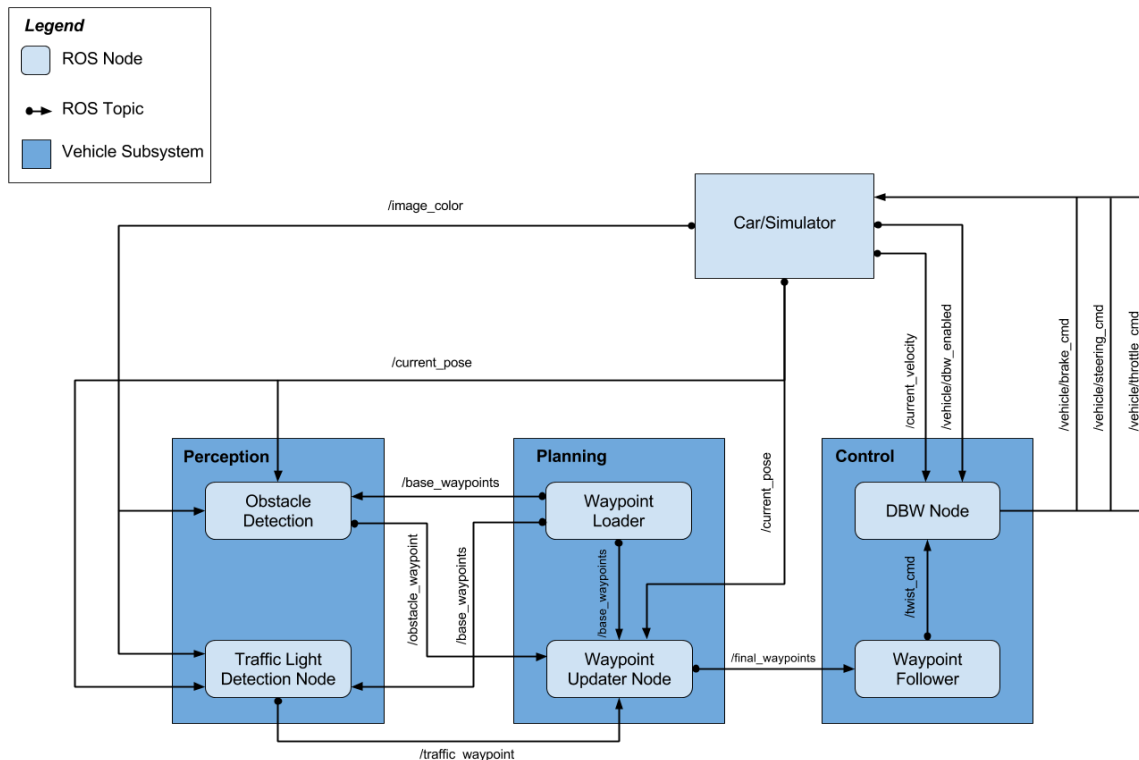 Legend
ROS Node
ROS Topic
Vehicle Subsystem
/image_color
Car/Simulator
/current_pose
/current_velocity
/vehicle/dbw_enabled
/vehicle/brake_cmd
/vehicle/steering_cmd
/vehicle/throttle_cmd
Perception
Planning
Control
/current_pose
Obstacle
Detection
/base_waypoints
Waypoint
Loader
DBW Node
/obstacle_waypoint
/base_waypoints
/base_waypoints
/twist_cmd
Traffic Light
Detection Node
Waypoint
Updater Node
/final_waypoints
Waypoint
Follower
/traffic_waypoint